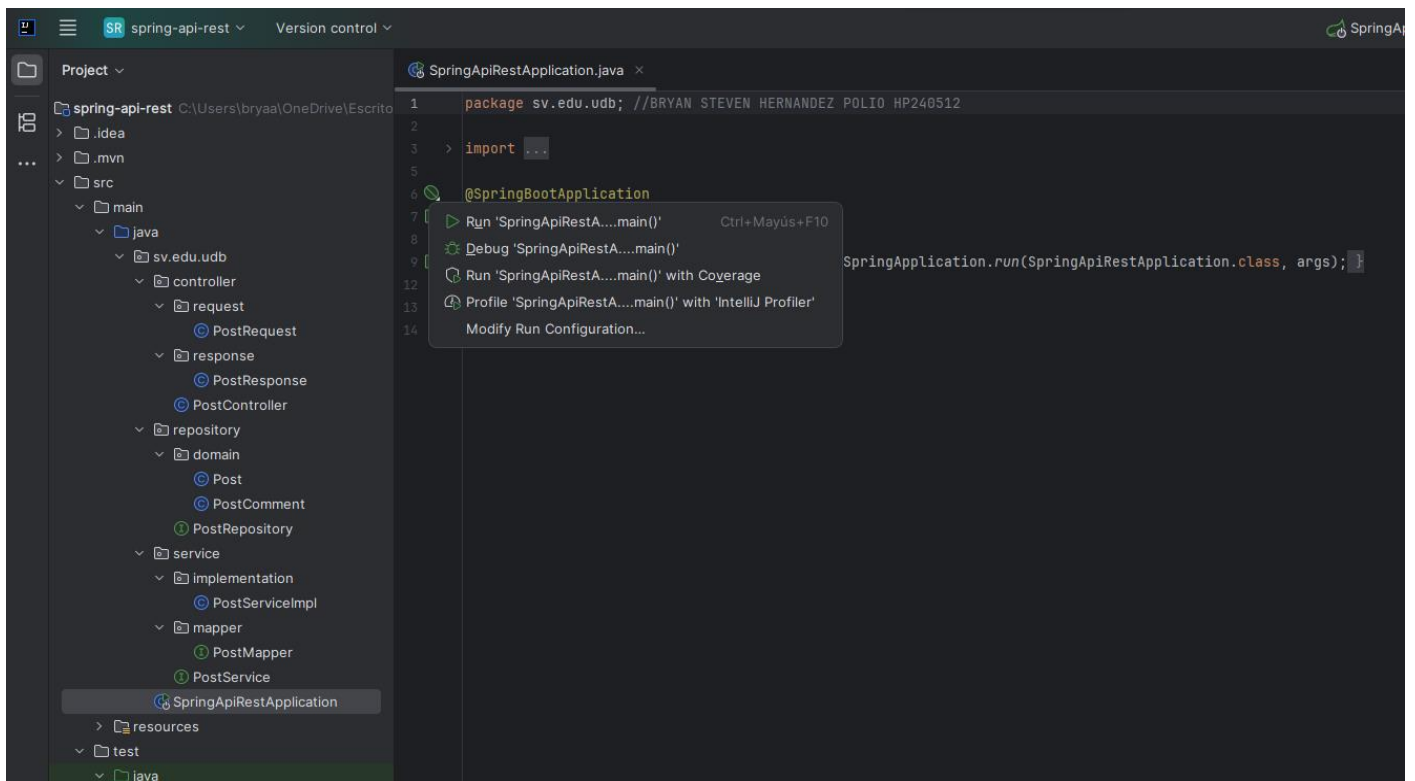 SR spring-api-rest Version control SpringAp
Project
SpringApiRestApplication.java
spring-api-rest C:\Users\bryaa\OneDrive\Escrito
.idea
.mvn
src
main
java
sv.edu.udb
controller
request
PostRequest
response
PostResponse
PostController
repository
domain
Post
PostComment
PostRepository
service
implementation
PostServiceImpl
mapper
PostMapper
PostService
SpringApiRestApplication
resources
test
java
1 package sv.edu.udb; //BRYAN STEVEN HERNANDEZ POLIO HP240512
2
3 import ...
5
6 @SpringBootApplication
7
8
9 SpringApplication.run(SpringApiRestApplication.class, args); }
12
13
14
Run 'SpringApiRestA....main()' Ctrl+Mayús+F10
Debug 'SpringApiRestA....main()'
Run 'SpringApiRestA....main()' with Coverage
Profile 'SpringApiRestA....main()' with 'IntelliJ Profiler'
Modify Run Configuration...